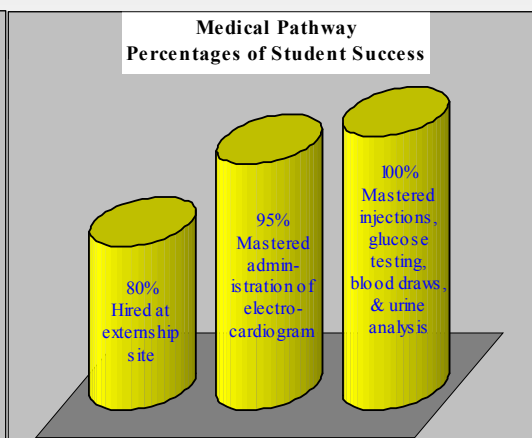 Medical Pathway
Percentages of Student Success
80%
Hired at
externship
site
95%
Mastered
admin-
istration of
electro-
cardiogram
100%
Mastered
injections,
glucose
testing,
blood draws,
& urine
analysis